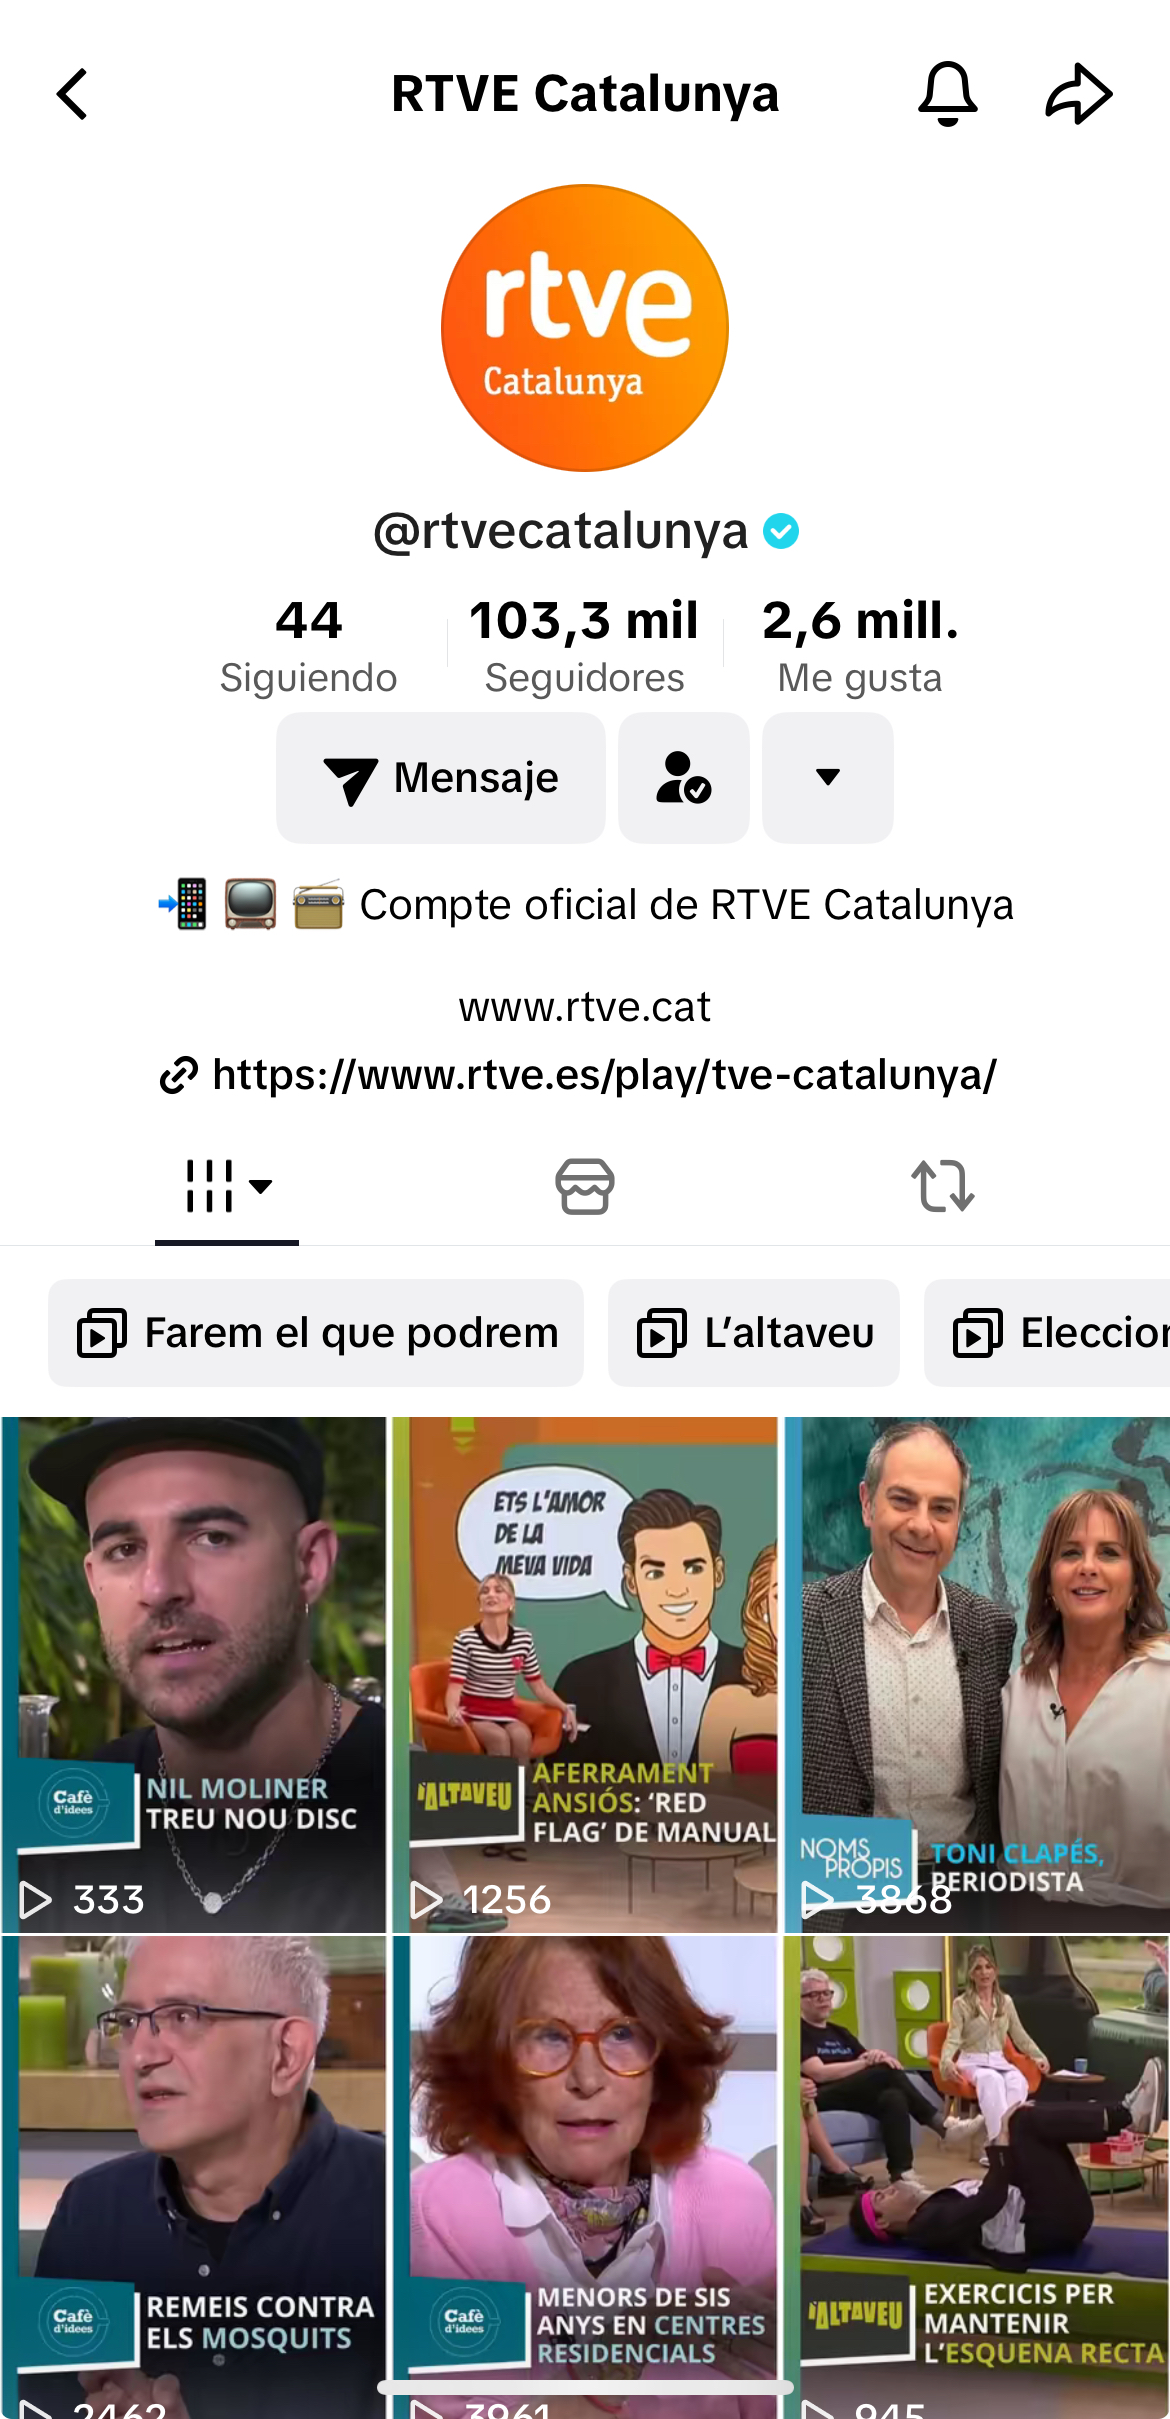 RTVE Catalunya
rtve
Catalunya
@rtvecatalunya
44
Siguiendo
103,3 mil
Seguidores
2,6 mill.
Me gusta
Mensaje
Compte oficial de RTVE Catalunya
www.rtve.cat
https://www.rtve.es/play/tve-catalunya/
Farem el que podrem
L'altaveu
Eleccion
Cafè
d'idees
NIL MOLINER
TREU NOU DISC
333
ETS L'AMOR
DE LA
MEVA VIDA
L'ALTAVEU
AFERRAMENT
ANSIÓS: 'RED
FLAG' DE MANUAL
1256
NOMS
PROPIS
TONI CLAPÉS,
PERIODISTA
3868
Cafè
d'idees
REMEIS CONTRA
ELS MOSQUITS
2462
Cafè
d'idees
MENORS DE SIS
ANYS EN CENTRES
RESIDENCIALS
3961
L'ALTAVEU
EXERCICIS PER
MANTENIR
L'ESQUENA RECTA
945